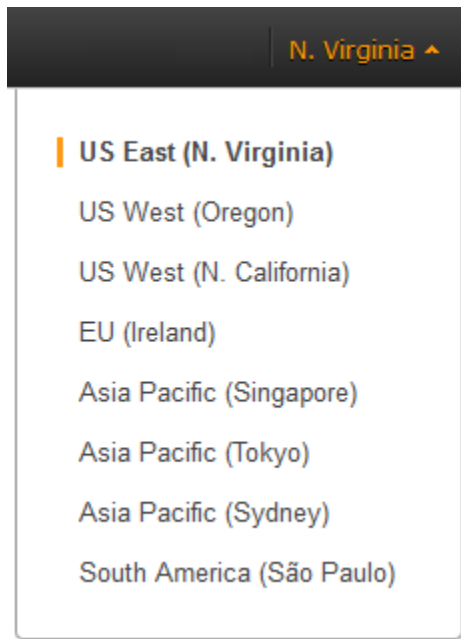 N. Virginia
US East (N. Virginia)
US West (Oregon)
US West (N. California)
EU (Ireland)
Asia Pacific (Singapore)
Asia Pacific (Tokyo)
Asia Pacific (Sydney)
South America (São Paulo)